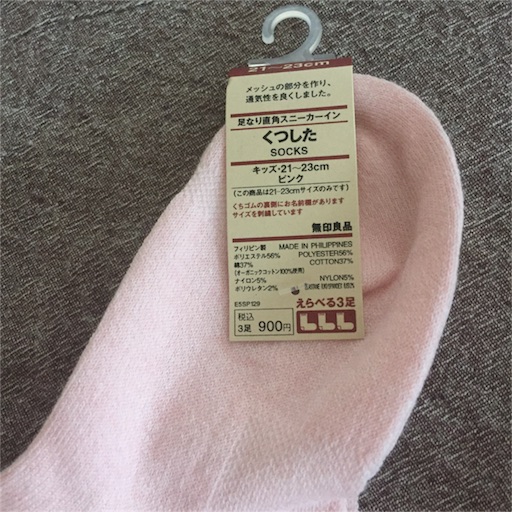 21〜23cm
メッシュの部分を作り、
通気性を良くしました。
足なり直角スニーカーイン
くつした
SOCKS
キッズ・21〜23cm
ピンク
(この商品は21-23cmサイズのみです)
くちゴムの裏側にお名前欄があります
サイズを刺繍しています
無印良品
フィリピン製 MADE IN PHILIPPINES
ポリエステル56% POLYESTER56%
綿37% COTTON37%
(オーガニックコットン100%使用)
ナイロン5% NYLON5%
ポリウレタン2%
E5SP129
えらべる3足
税込
3足 900円